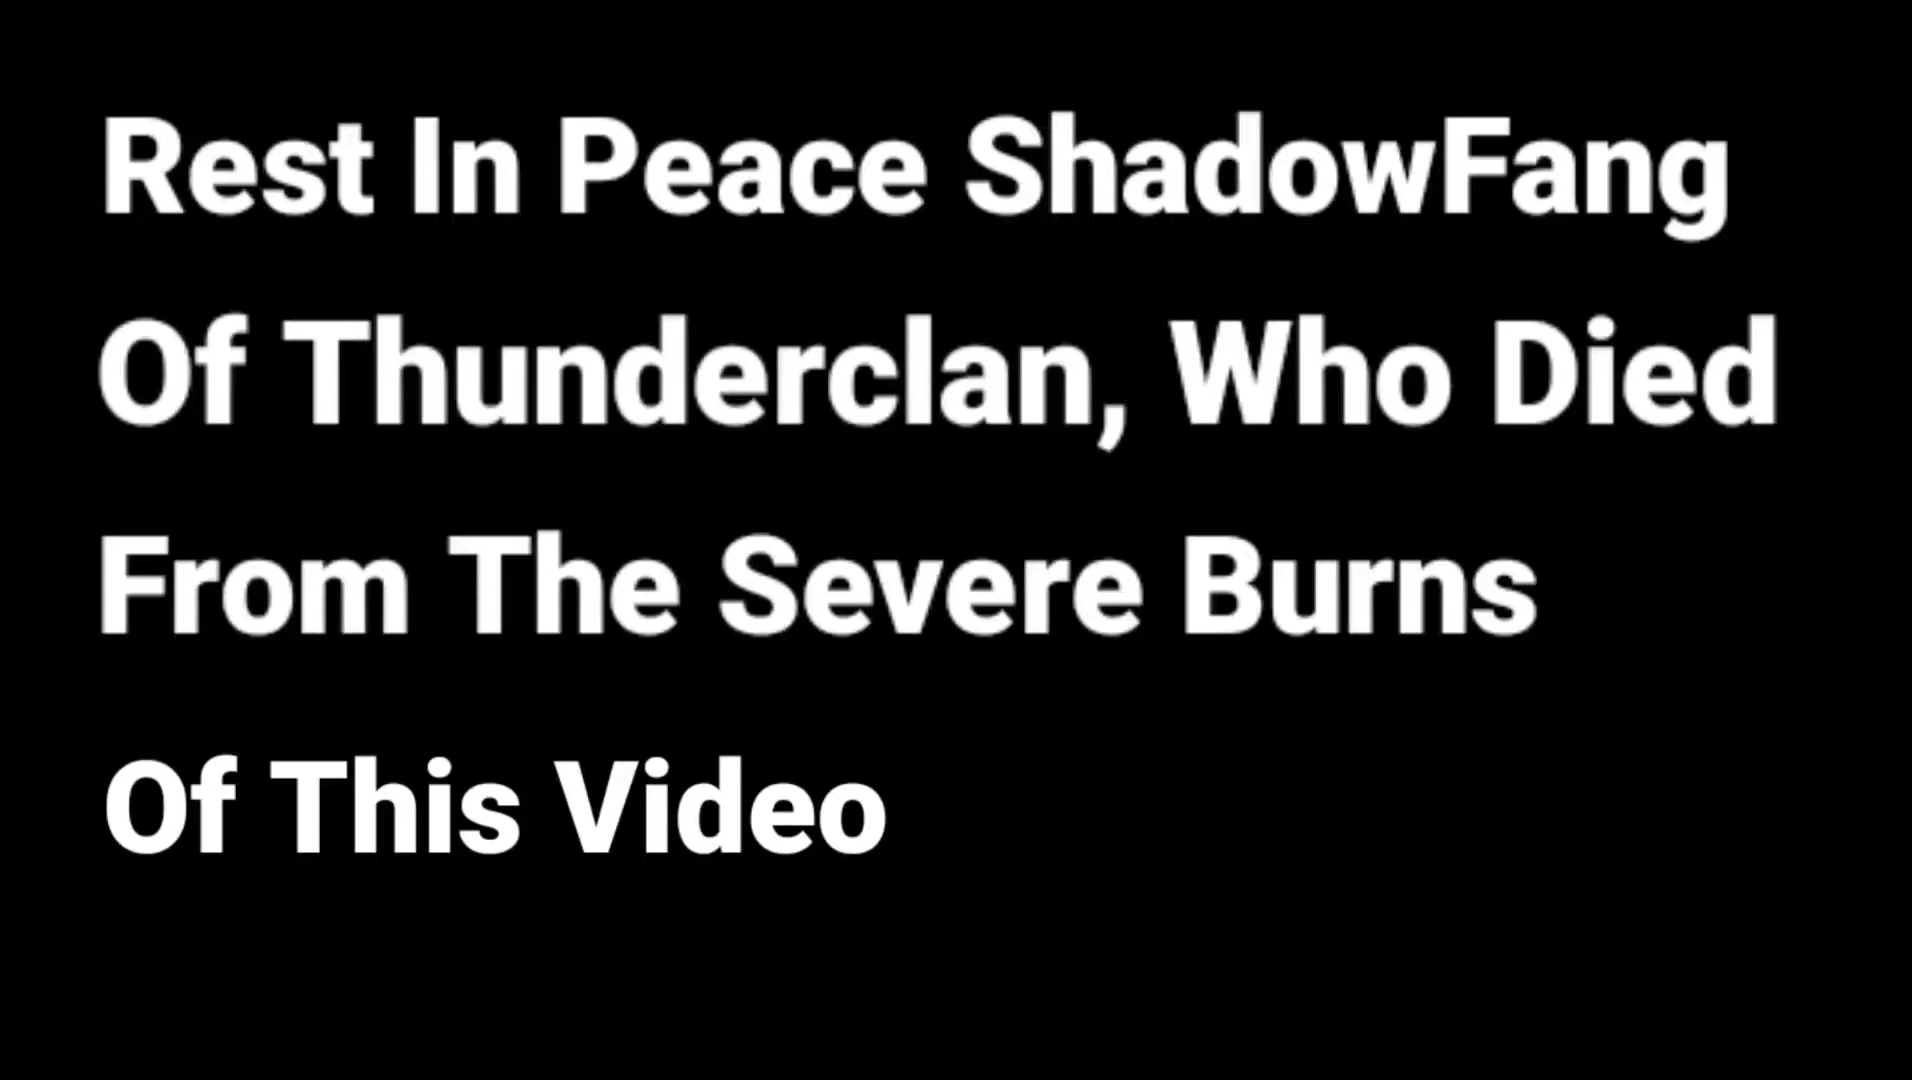 Rest In Peace ShadowFang
Of Thunderclan, Who Died
From The Severe Burns
Of This Video